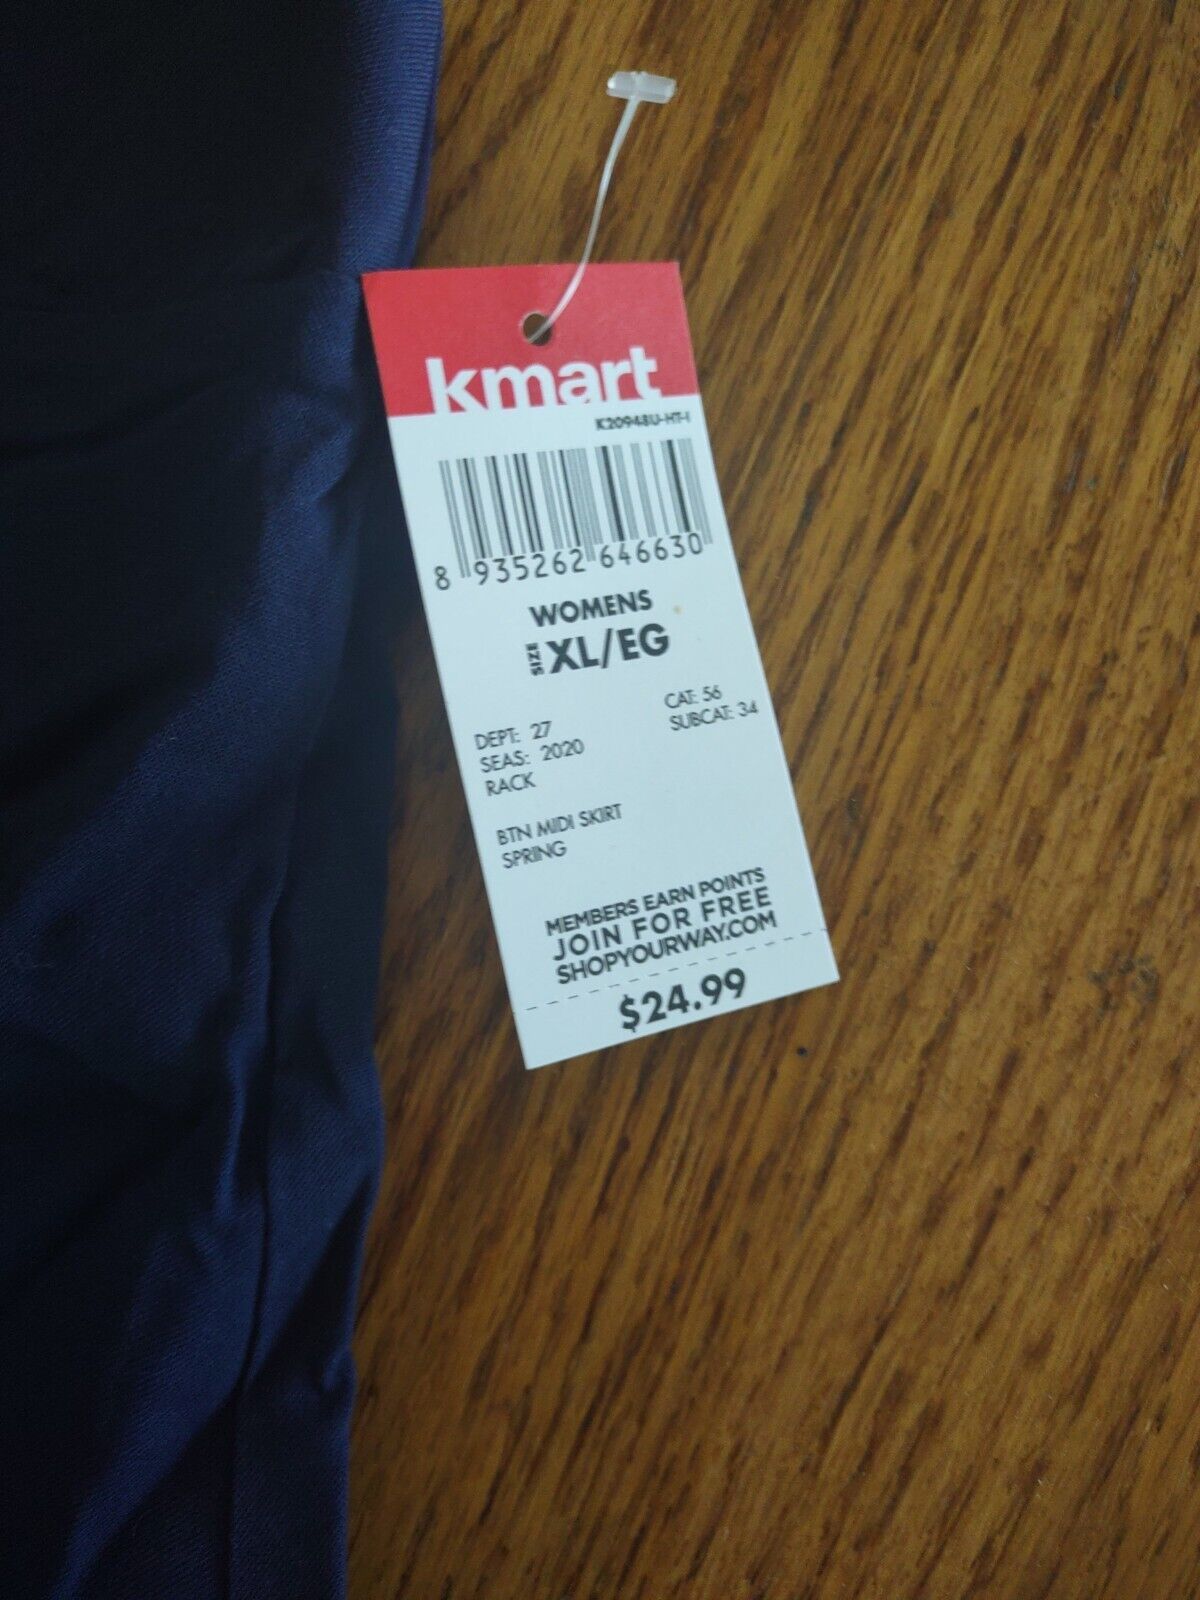 kmart
K20948U-HT-1
8 935262 646630
WOMENS
SIZE XL/EG
DEPT: 27 CAT: 56
SEAS: 2020 SUBCAT: 34
RACK
BTN MIDI SKIRT
SPRING
MEMBERS EARN POINTS
JOIN FOR FREE
SHOPYOURWAY.COM
$24.99